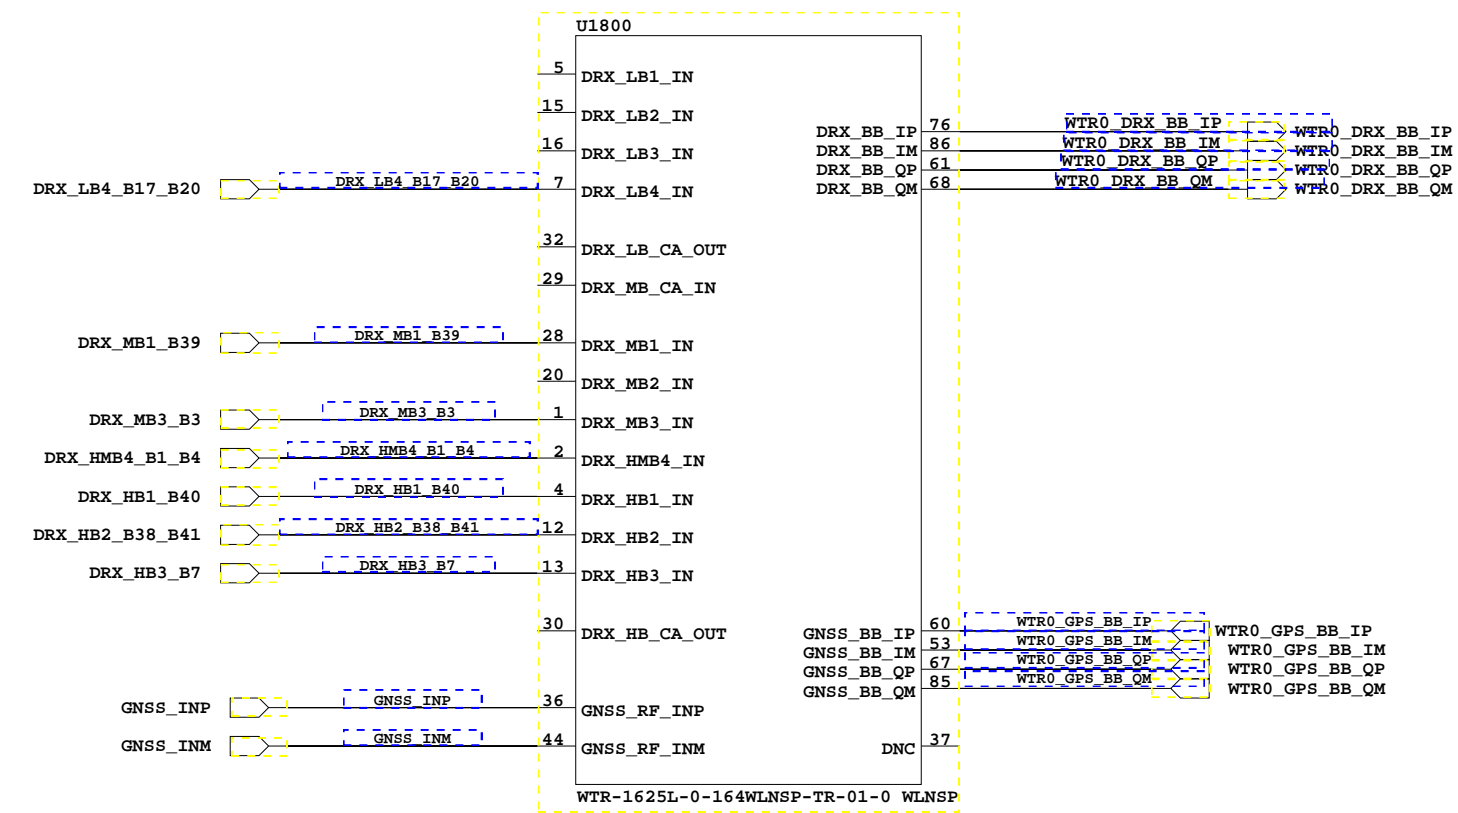 U1800
5 DRX_LB1_IN
15 DRX_LB2_IN
DRX_BB_IP 76 WTR0_DRX_BB_IP WTR0_DRX_BB_IP
16 DRX_LB3_IN
DRX_BB_IM 86 WTR0_DRX_BB_IM WTR0_DRX_BB_IM
DRX_BB_QP 61 WTR0_DRX_BB_QP WTR0_DRX_BB_QP
DRX_LB4_B17_B20 DRX_LB4_B17_B20 7 DRX_LB4_IN
DRX_BB_QM 68 WTR0_DRX_BB_QM WTR0_DRX_BB_QM
32 DRX_LB_CA_OUT
29 DRX_MB_CA_IN
DRX_MB1_B39 DRX_MB1_B39 28 DRX_MB1_IN
20 DRX_MB2_IN
DRX_MB3_B3 DRX_MB3_B3 1 DRX_MB3_IN
DRX_HMB4_B1_B4 DRX_HMB4_B1_B4 2 DRX_HMB4_IN
DRX_HB1_B40 DRX_HB1_B40 4 DRX_HB1_IN
DRX_HB2_B38_B41 DRX_HB2_B38_B41 12 DRX_HB2_IN
DRX_HB3_B7 DRX_HB3_B7 13 DRX_HB3_IN
30 DRX_HB_CA_OUT
GNSS_BB_IP 60 WTR0_GPS_BB_IP WTR0_GPS_BB_IP
GNSS_BB_IM 53 WTR0_GPS_BB_IM WTR0_GPS_BB_IM
GNSS_BB_QP 67 WTR0_GPS_BB_QP WTR0_GPS_BB_QP
GNSS_BB_QM 85 WTR0_GPS_BB_QM WTR0_GPS_BB_QM
GNSS_INP GNSS_INP 36 GNSS_RF_INP
GNSS_INM GNSS_INM 44 GNSS_RF_INM
DNC 37
WTR-1625L-0-164WLNSP-TR-01-0 WLNSP